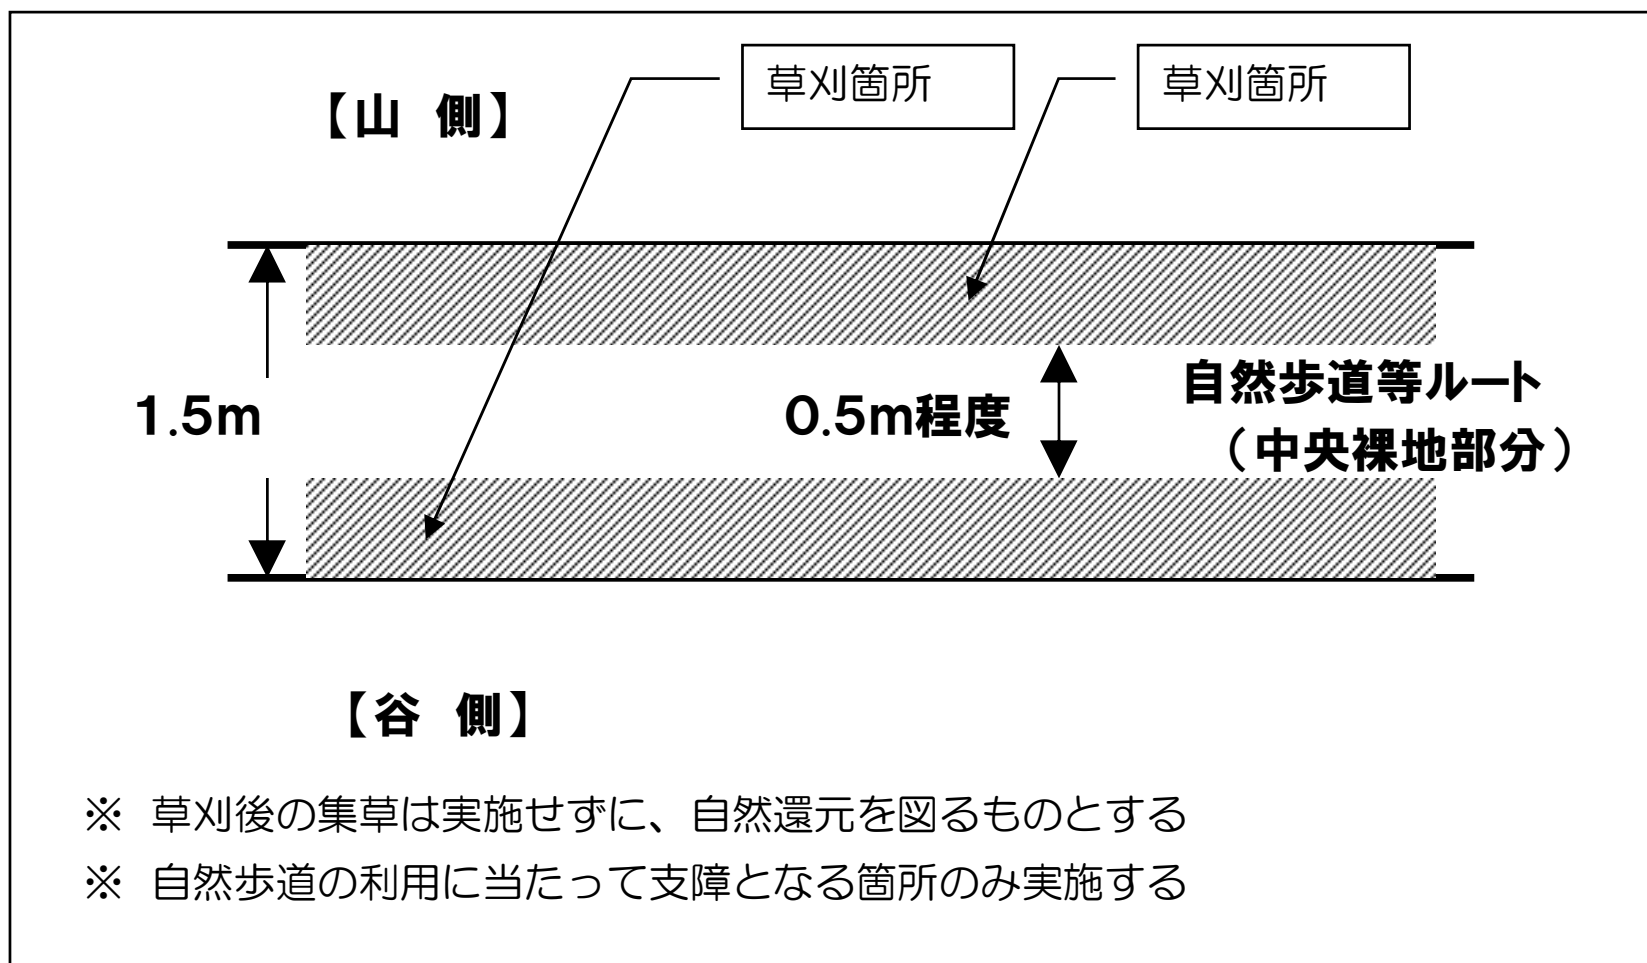 草刈箇所
草刈箇所
【山 側】
1.5m
0.5m程度
自然歩道等ルート
(中央裸地部分)
【谷 側】
※ 草刈後の集草は実施せずに、自然還元を図るものとする
※ 自然歩道の利用に当たって支障となる箇所のみ実施する